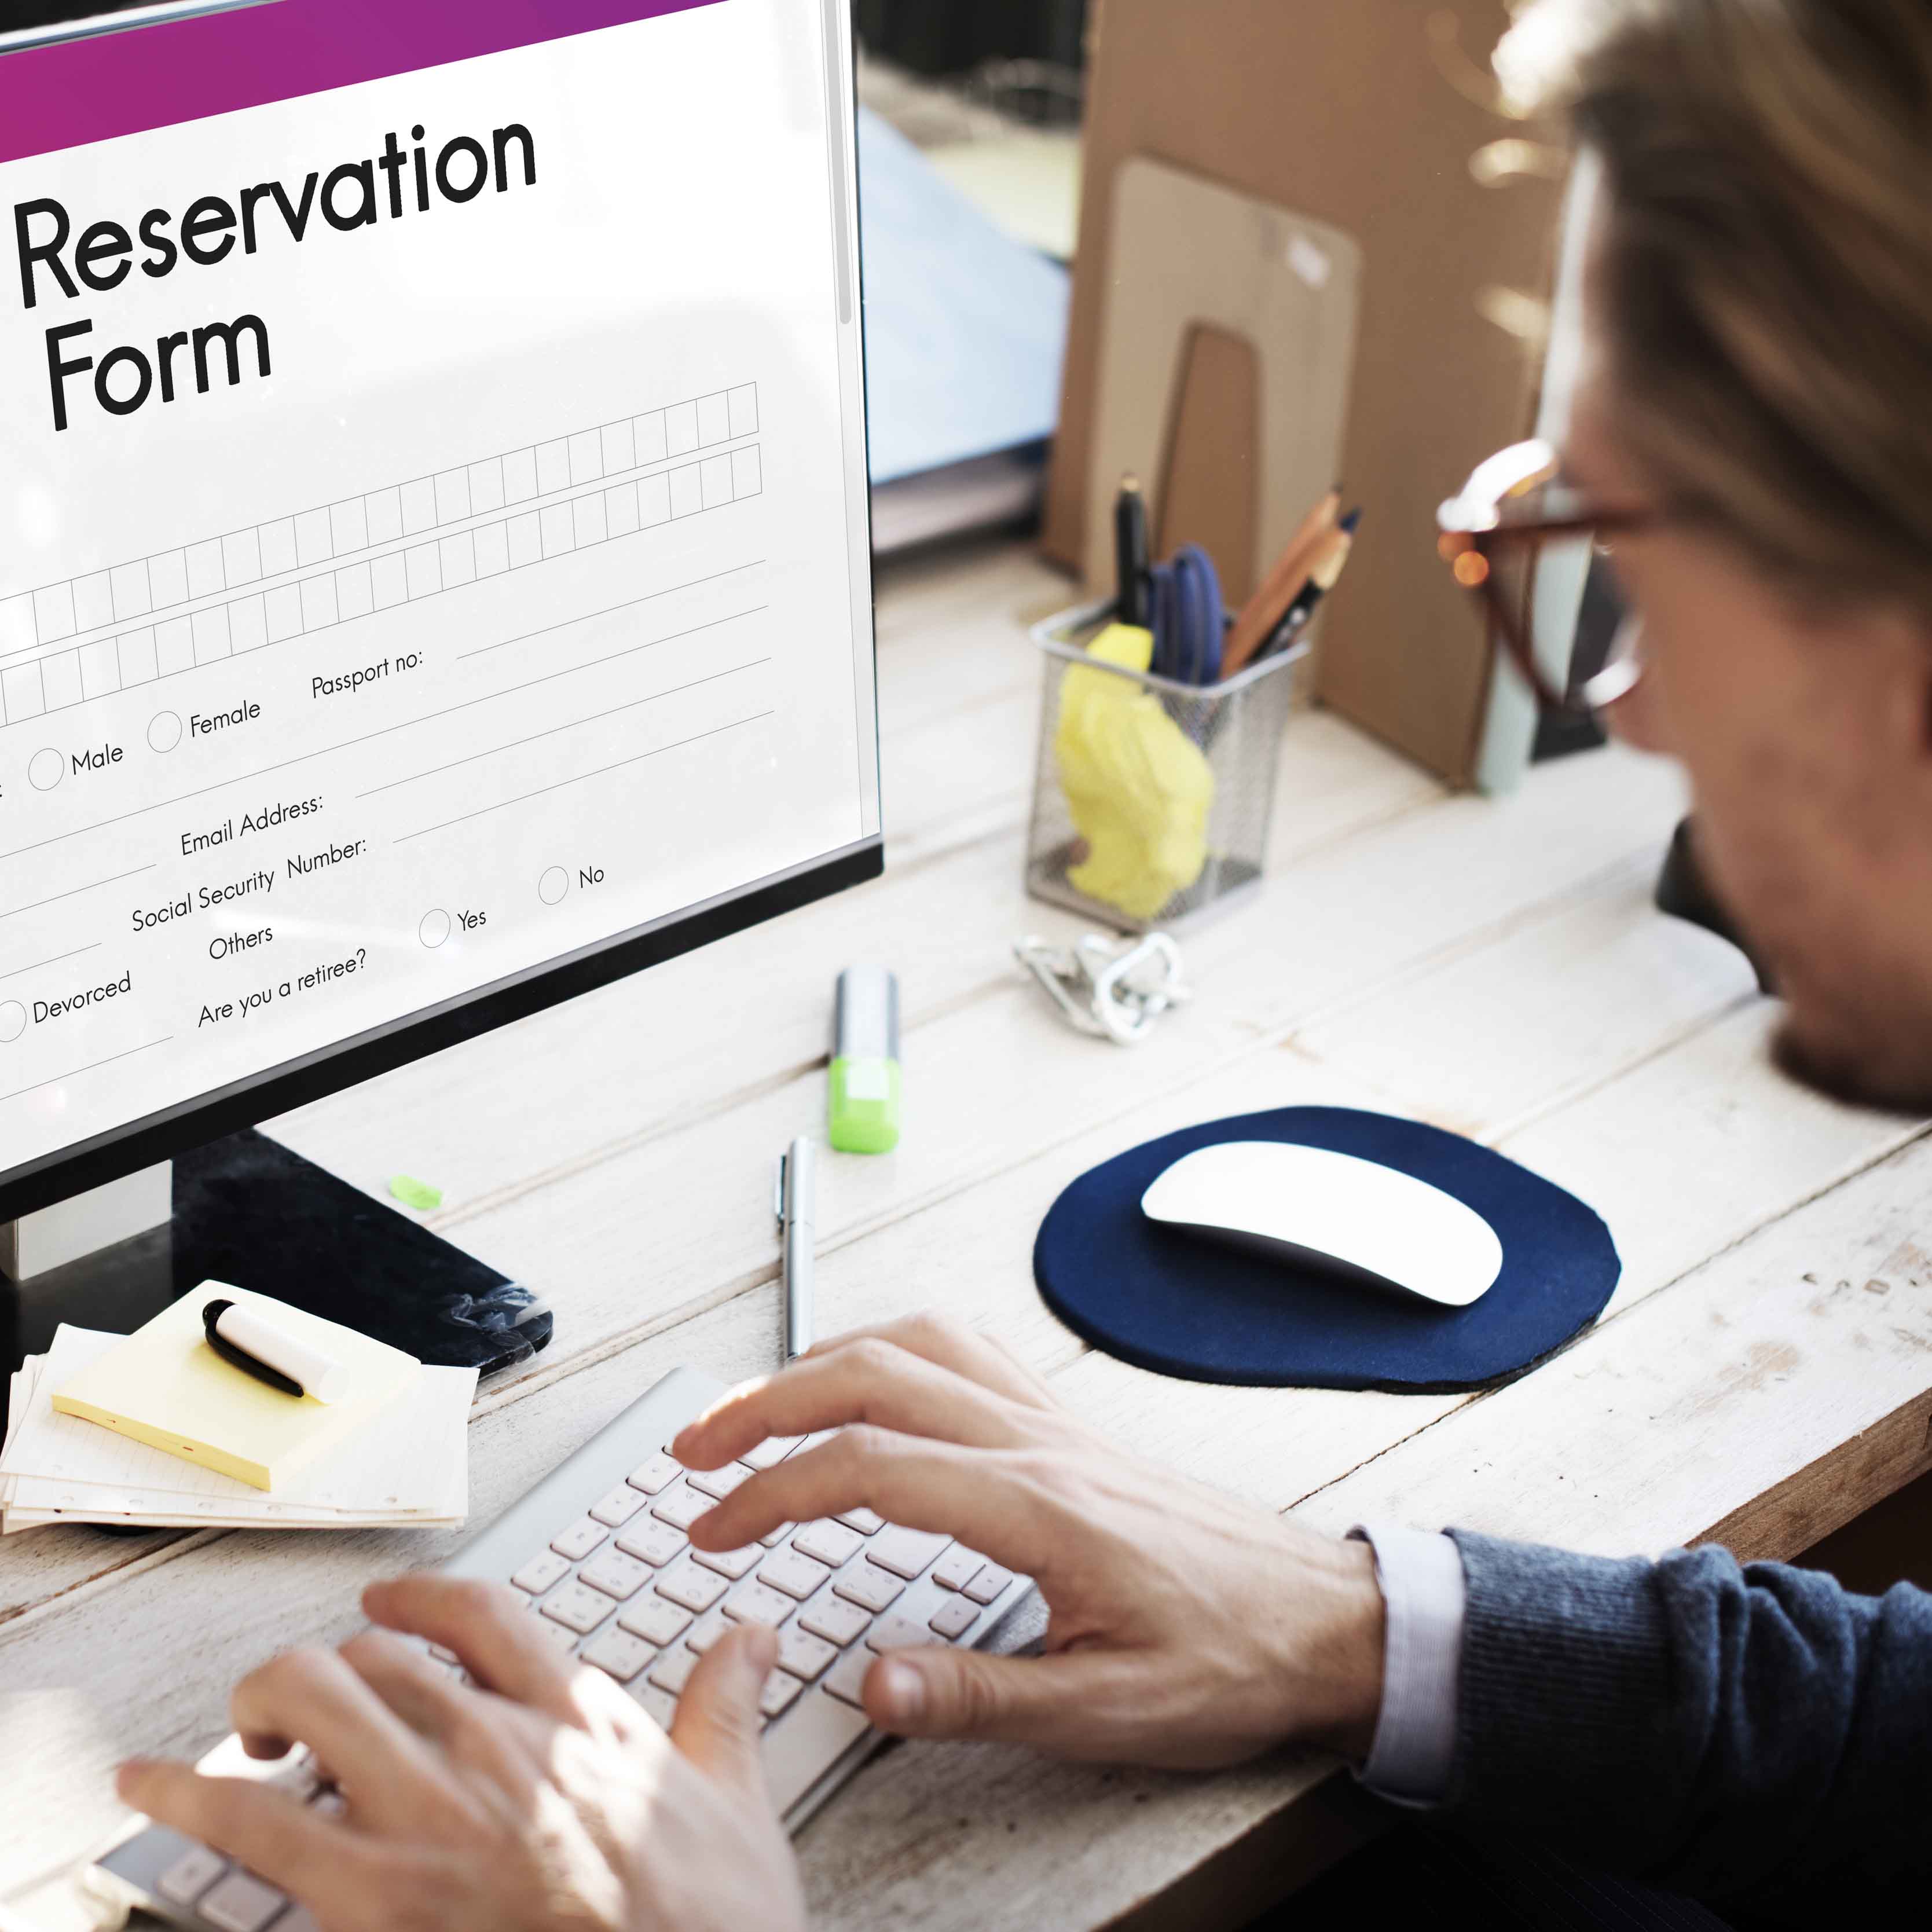 Reservation
Form
Male Female Passport no:
Email Address:
Social Security Number:
Others
Devorced
Are you a retiree? Yes No